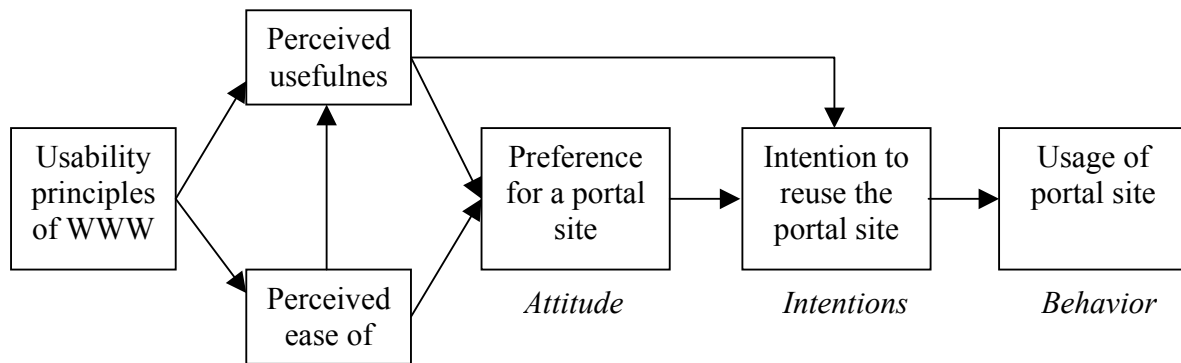 Perceived
usefulnes
Usability
principles
of WWW
Perceived
ease of
Preference
for a portal
site
Attitude
Intention to
reuse the
portal site
Intentions
Usage of
portal site
Behavior